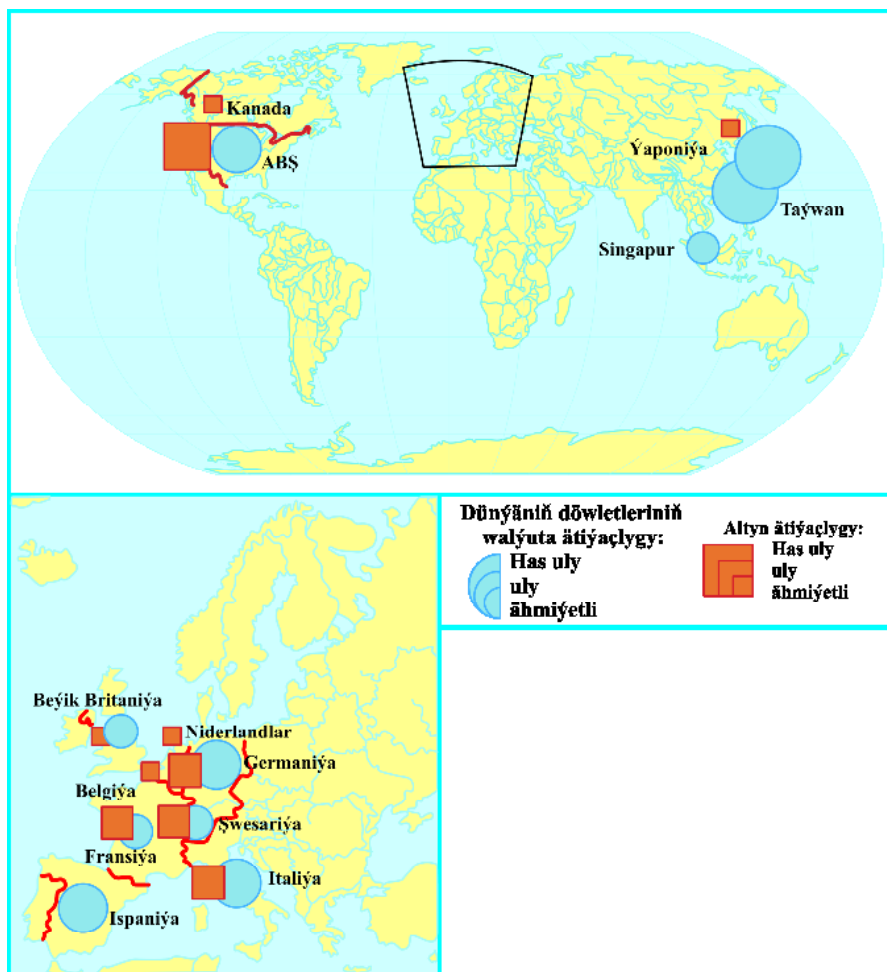 Kanada
ABŞ
Ýaponiýa
Taýwan
Singapur
Dünýäniň döwletleriniň
walýuta ätiýaçlygy:
Has uly
uly
ähmiýetli
Altyn ätiýaçlygy:
Has uly
uly
ähmiýetli
Beýik Britaniýa
Niderlandlar
Germaniýa
Belgiýa
Şwesariýa
Fransiýa
Italiýa
Ispaniýa